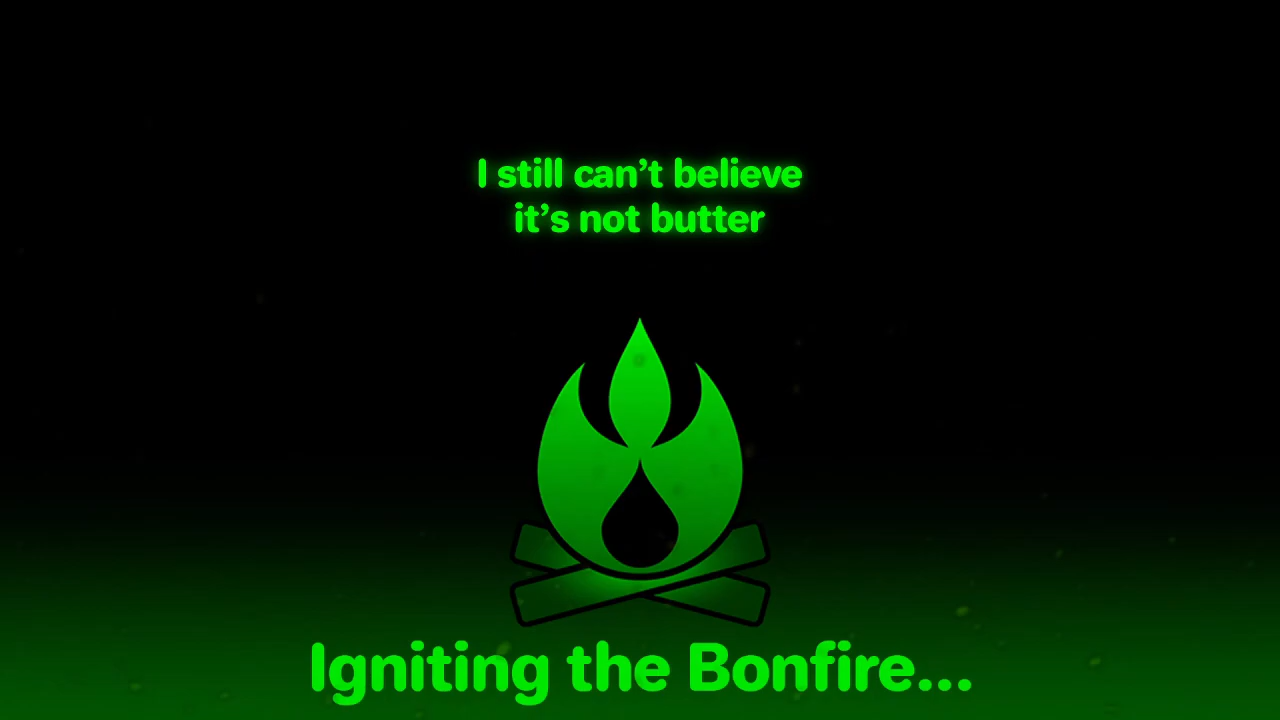 I still can’t believe
it’s not butter
Igniting the Bonfire...